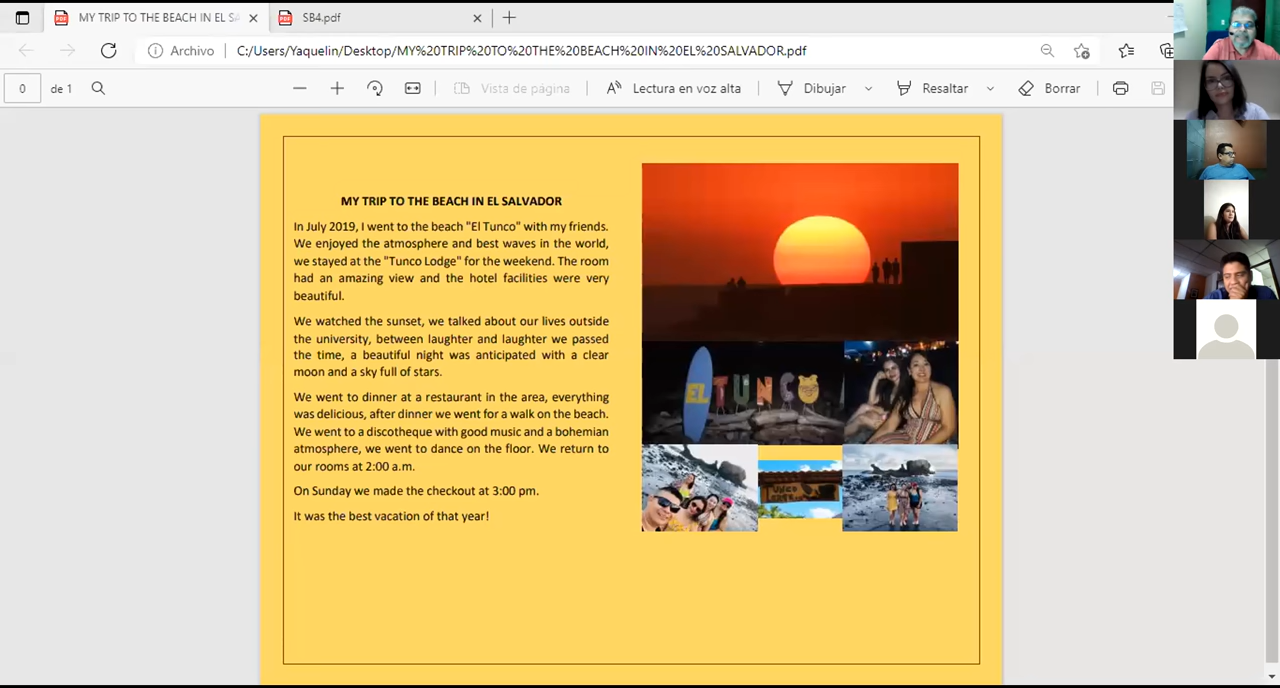 MY TRIP TO THE BEACH IN EL SA
SB4.pdf
Archivo
C:/Users/Yaquelin/Desktop/MY%20TRIP%20TO%20THE%20BEACH%20IN%20EL%20SALVADOR.pdf
0 de 1
Vista de página
Lectura en voz alta
Dibujar
Resaltar
Borrar
MY TRIP TO THE BEACH IN EL SALVADOR
In July 2019, I went to the beach "El Tunco" with my friends.
We enjoyed the atmosphere and best waves in the world,
we stayed at the "Tunco Lodge" for the weekend. The room
had an amazing view and the hotel facilities were very
beautiful.
We watched the sunset, we talked about our lives outside
the university, between laughter and laughter we passed
the time, a beautiful night was anticipated with a clear
moon and a sky full of stars.
We went to dinner at a restaurant in the area, everything
was delicious, after dinner we went for a walk on the beach.
We went to a discotheque with good music and a bohemian
atmosphere, we went to dance on the floor. We return to
our rooms at 2:00 a.m.
On Sunday we made the checkout at 3:00 pm.
It was the best vacation of that year!
EL TUNCO